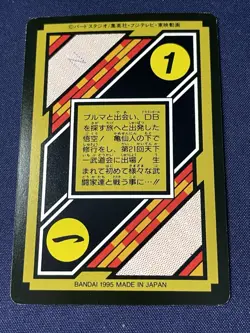 ©バードスタジオ/集英社・フジテレビ・東映動画
1
ブルマと出会い、DB
を探す旅へと出発した
悟空! 亀仙人の下で
修行をし、第21回天下
一武道会に出場! 生
まれて初めて様々な武
闘家達と戦う事に…!!
一
BANDAI 1995 MADE IN JAPAN